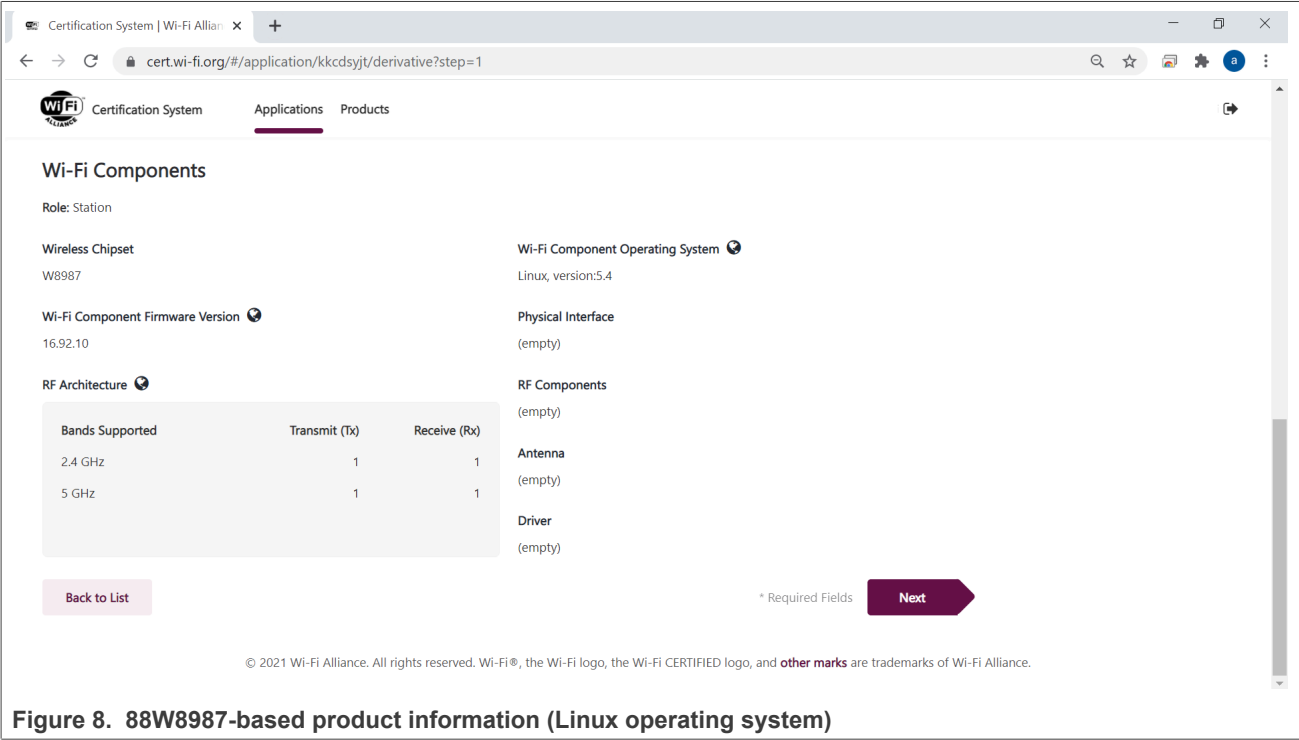 Certification System | Wi-Fi Allian
cert.wi-fi.org/#/application/kkcdsyjt/derivative?step=1
a
Wi Fi
ALLIANCE
Certification System
Applications
Products
Wi-Fi Components
Role: Station
Wireless Chipset
W8987
Wi-Fi Component Operating System
Linux, version:5.4
Wi-Fi Component Firmware Version
16.92.10
Physical Interface
(empty)
RF Architecture
Bands Supported Transmit (Tx) Receive (Rx)
2.4 GHz 1 1
5 GHz 1 1
RF Components
(empty)
Antenna
(empty)
Driver
(empty)
Back to List
* Required Fields
Next
© 2021 Wi-Fi Alliance. All rights reserved. Wi-Fi®, the Wi-Fi logo, the Wi-Fi CERTIFIED logo, and other marks are trademarks of Wi-Fi Alliance.
Figure 8. 88W8987-based product information (Linux operating system)